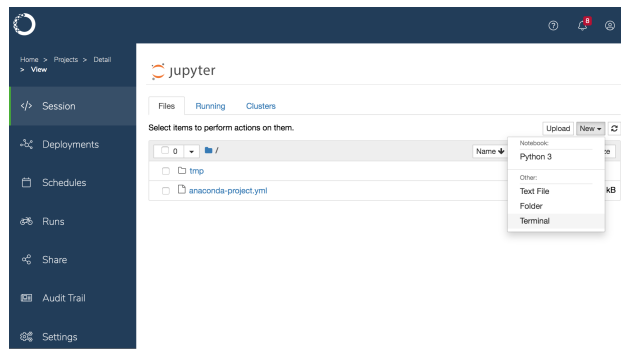 8
Home > Projects > Detail
> View
Session
Deployments
Schedules
Runs
Share
Audit Trail
Settings
jupyter
Files Running Clusters
Select items to perform actions on them.
Upload New
0 /
Name
tmp
anaconda-project.yml
kB
Notebook:
Python 3
Other:
Text File
Folder
Terminal